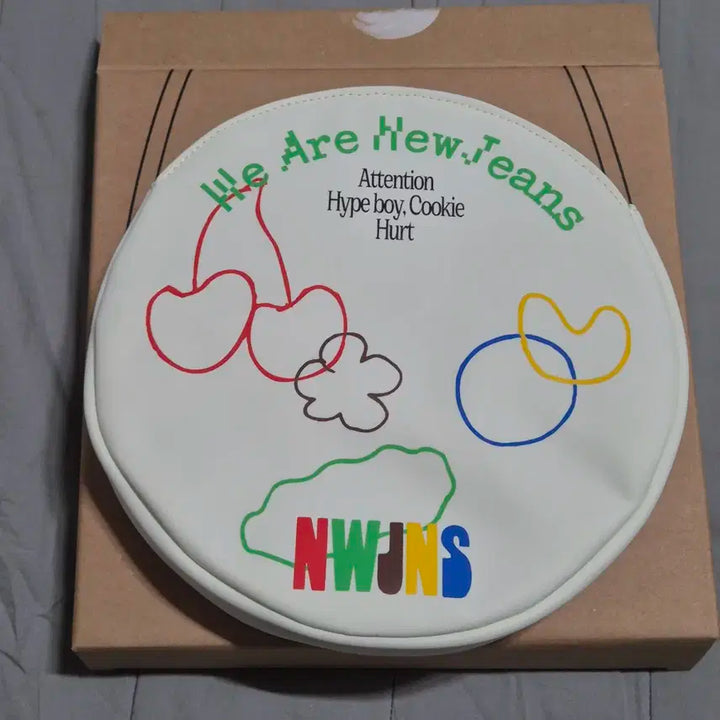 We Are New Jeans
Attention
Hype boy, Cookie
Hurt
NWJNS